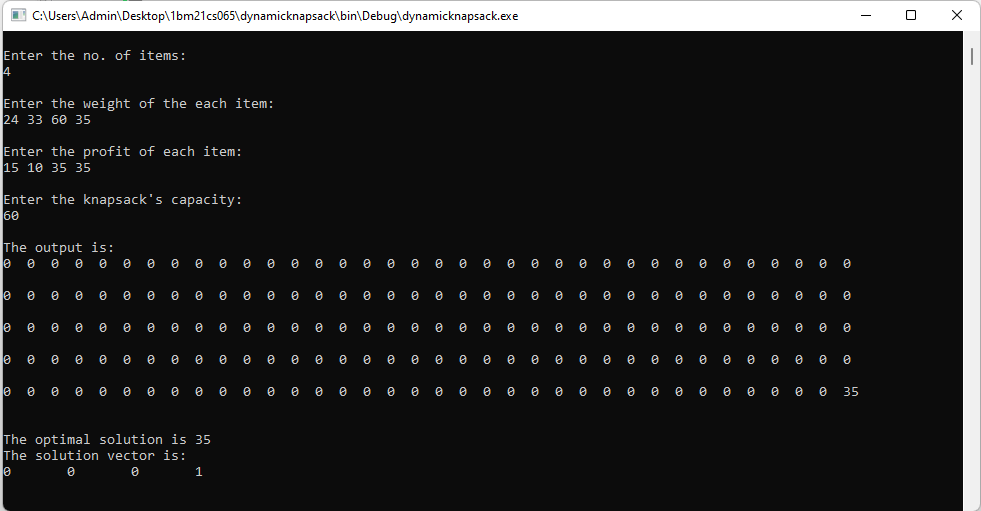 C:\Users\Admin\Desktop\1bm21cs065\dynamicknapsack\bin\Debug\dynamicknapsack.exe
Enter the no. of items:
4
Enter the weight of the each item:
24 33 60 35
Enter the profit of each item:
15 10 35 35
Enter the knapsack's capacity:
60
The output is:
0 0 0 0 0 0 0 0 0 0 0 0 0 0 0 0 0 0 0 0 0 0 0 0 0 0 0 0 0 0 0 0 0 0 0 0
0 0 0 0 0 0 0 0 0 0 0 0 0 0 0 0 0 0 0 0 0 0 0 0 0 0 0 0 0 0 0 0 0 0 0 0
0 0 0 0 0 0 0 0 0 0 0 0 0 0 0 0 0 0 0 0 0 0 0 0 0 0 0 0 0 0 0 0 0 0 0 0
0 0 0 0 0 0 0 0 0 0 0 0 0 0 0 0 0 0 0 0 0 0 0 0 0 0 0 0 0 0 0 0 0 0 0 0
0 0 0 0 0 0 0 0 0 0 0 0 0 0 0 0 0 0 0 0 0 0 0 0 0 0 0 0 0 0 0 0 0 0 0 35
The optimal solution is 35
The solution vector is:
0 0 0 1